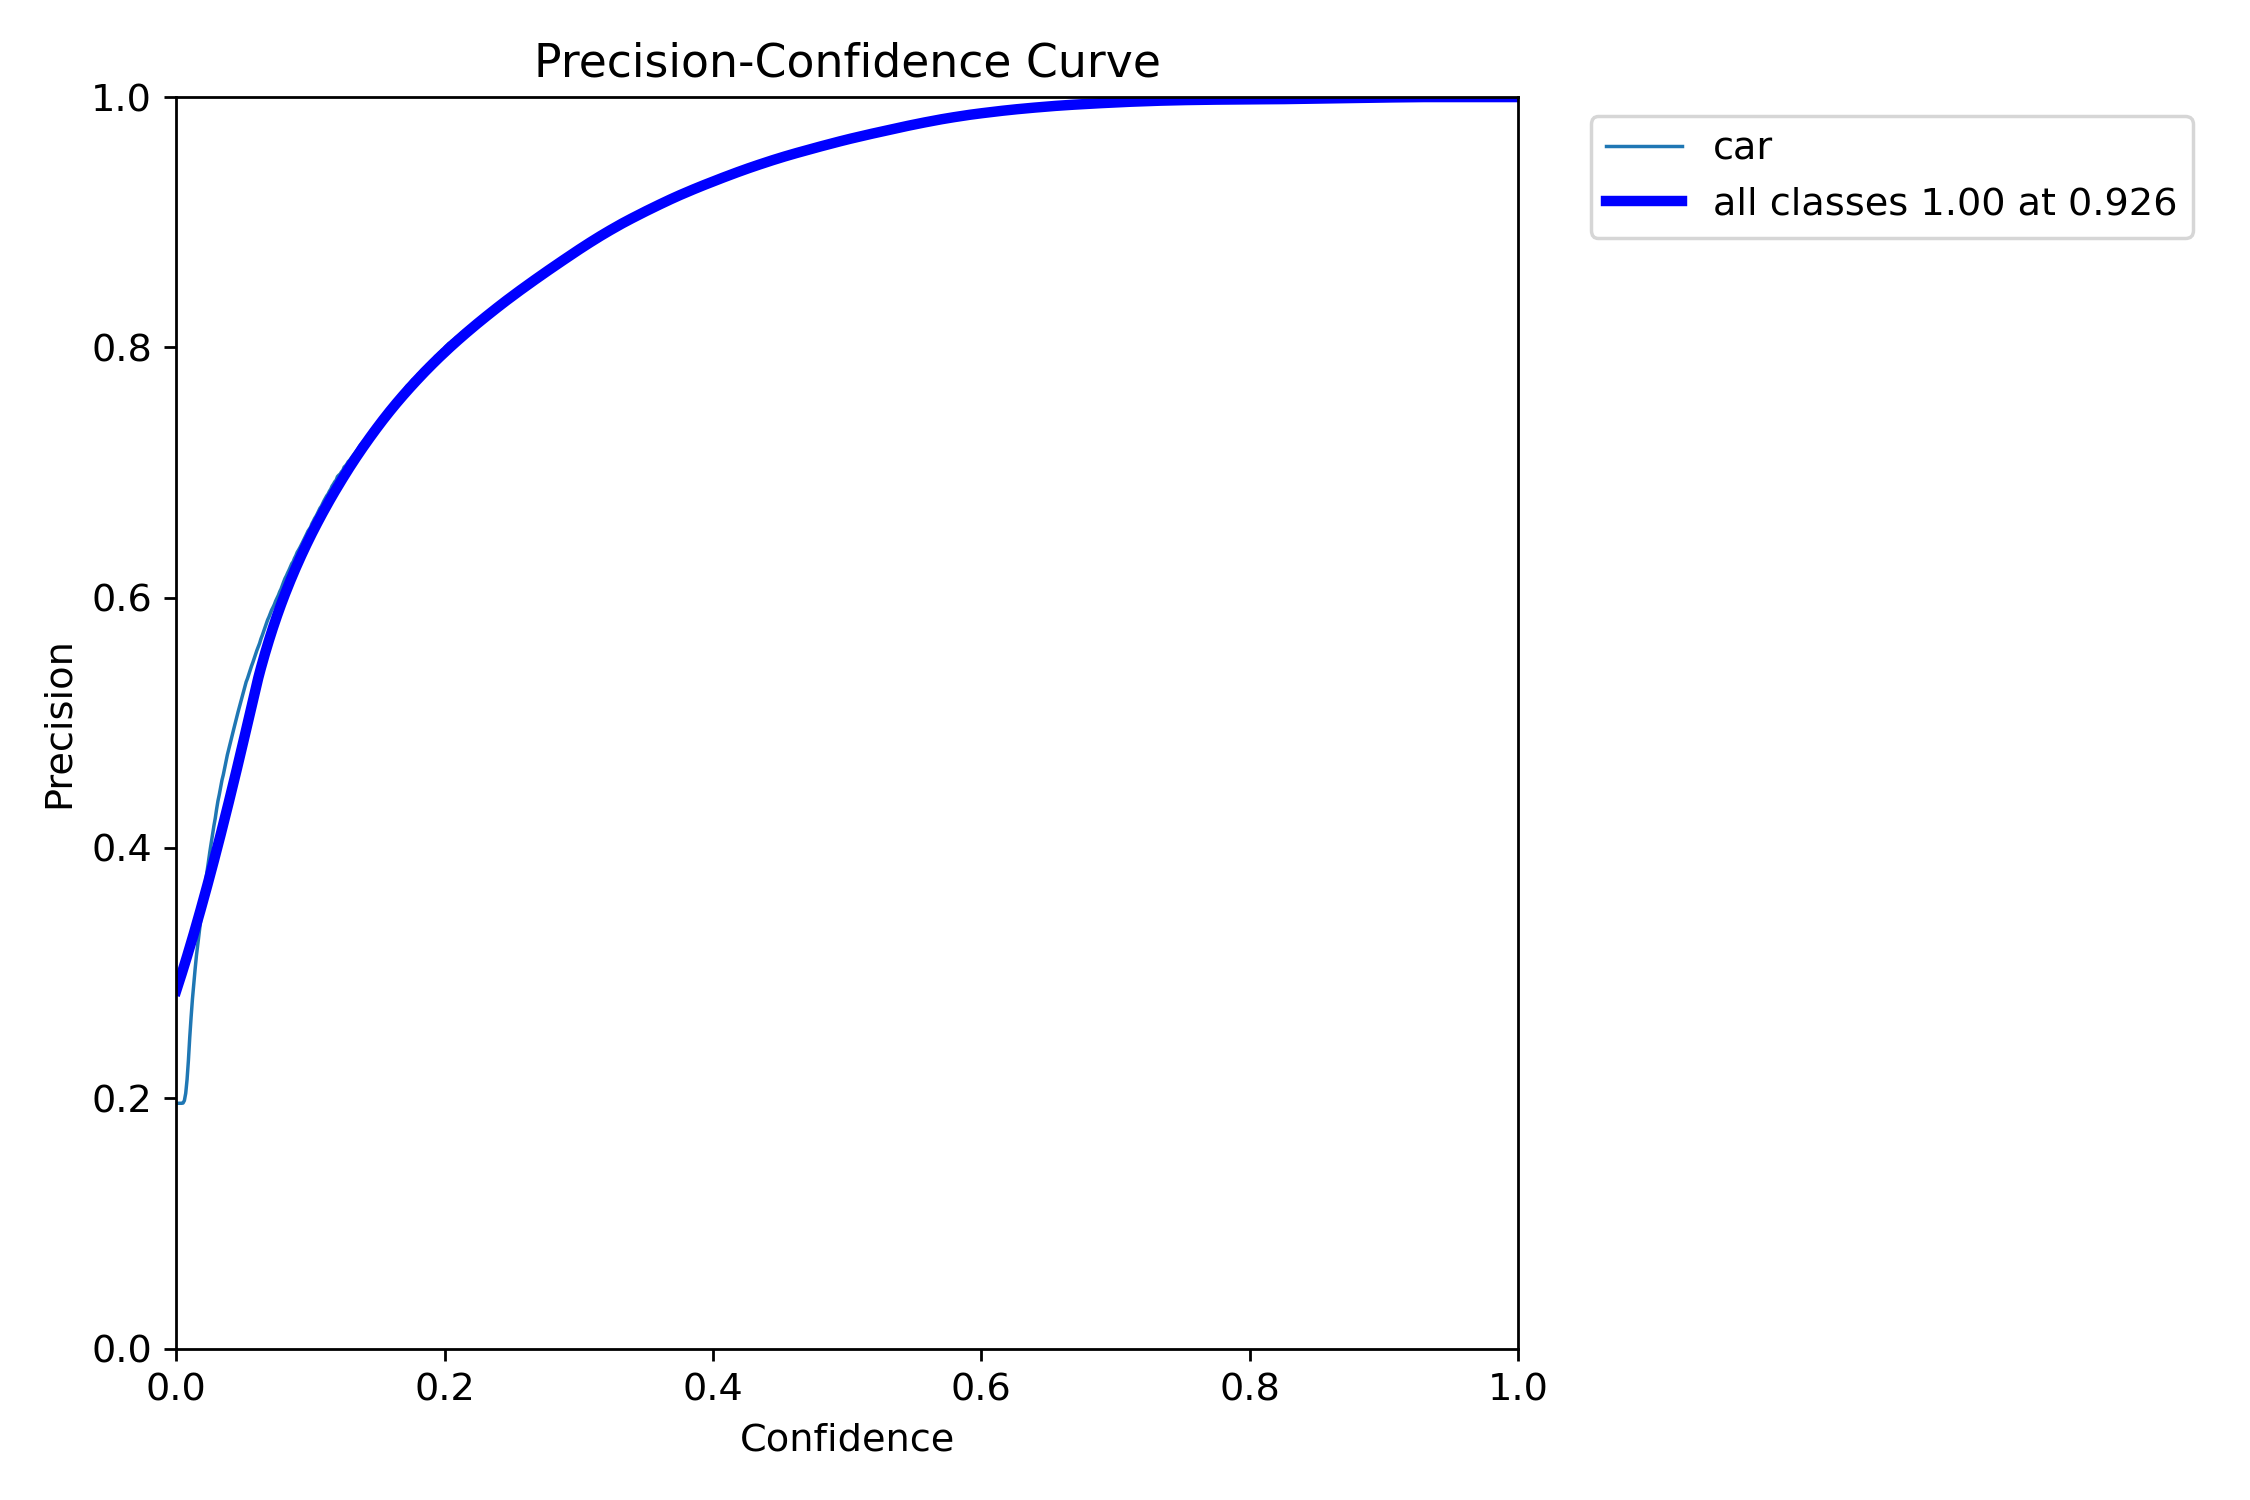 Precision-Confidence Curve
1.0
0.8
0.6
0.4
0.2
0.0
Precision
0.0 0.2 0.4 0.6 0.8 1.0
Confidence
car
all classes 1.00 at 0.926